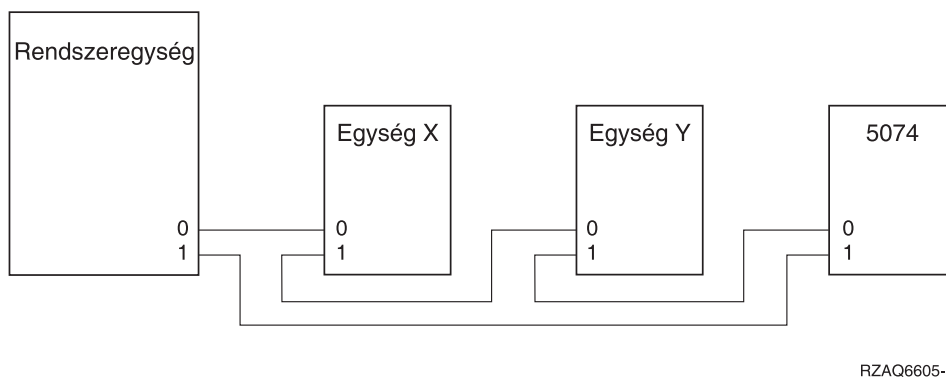 Rendszeregység
Egység X
Egység Y
5074
0 0 0 0
1 1 1 1
RZAQ6605-